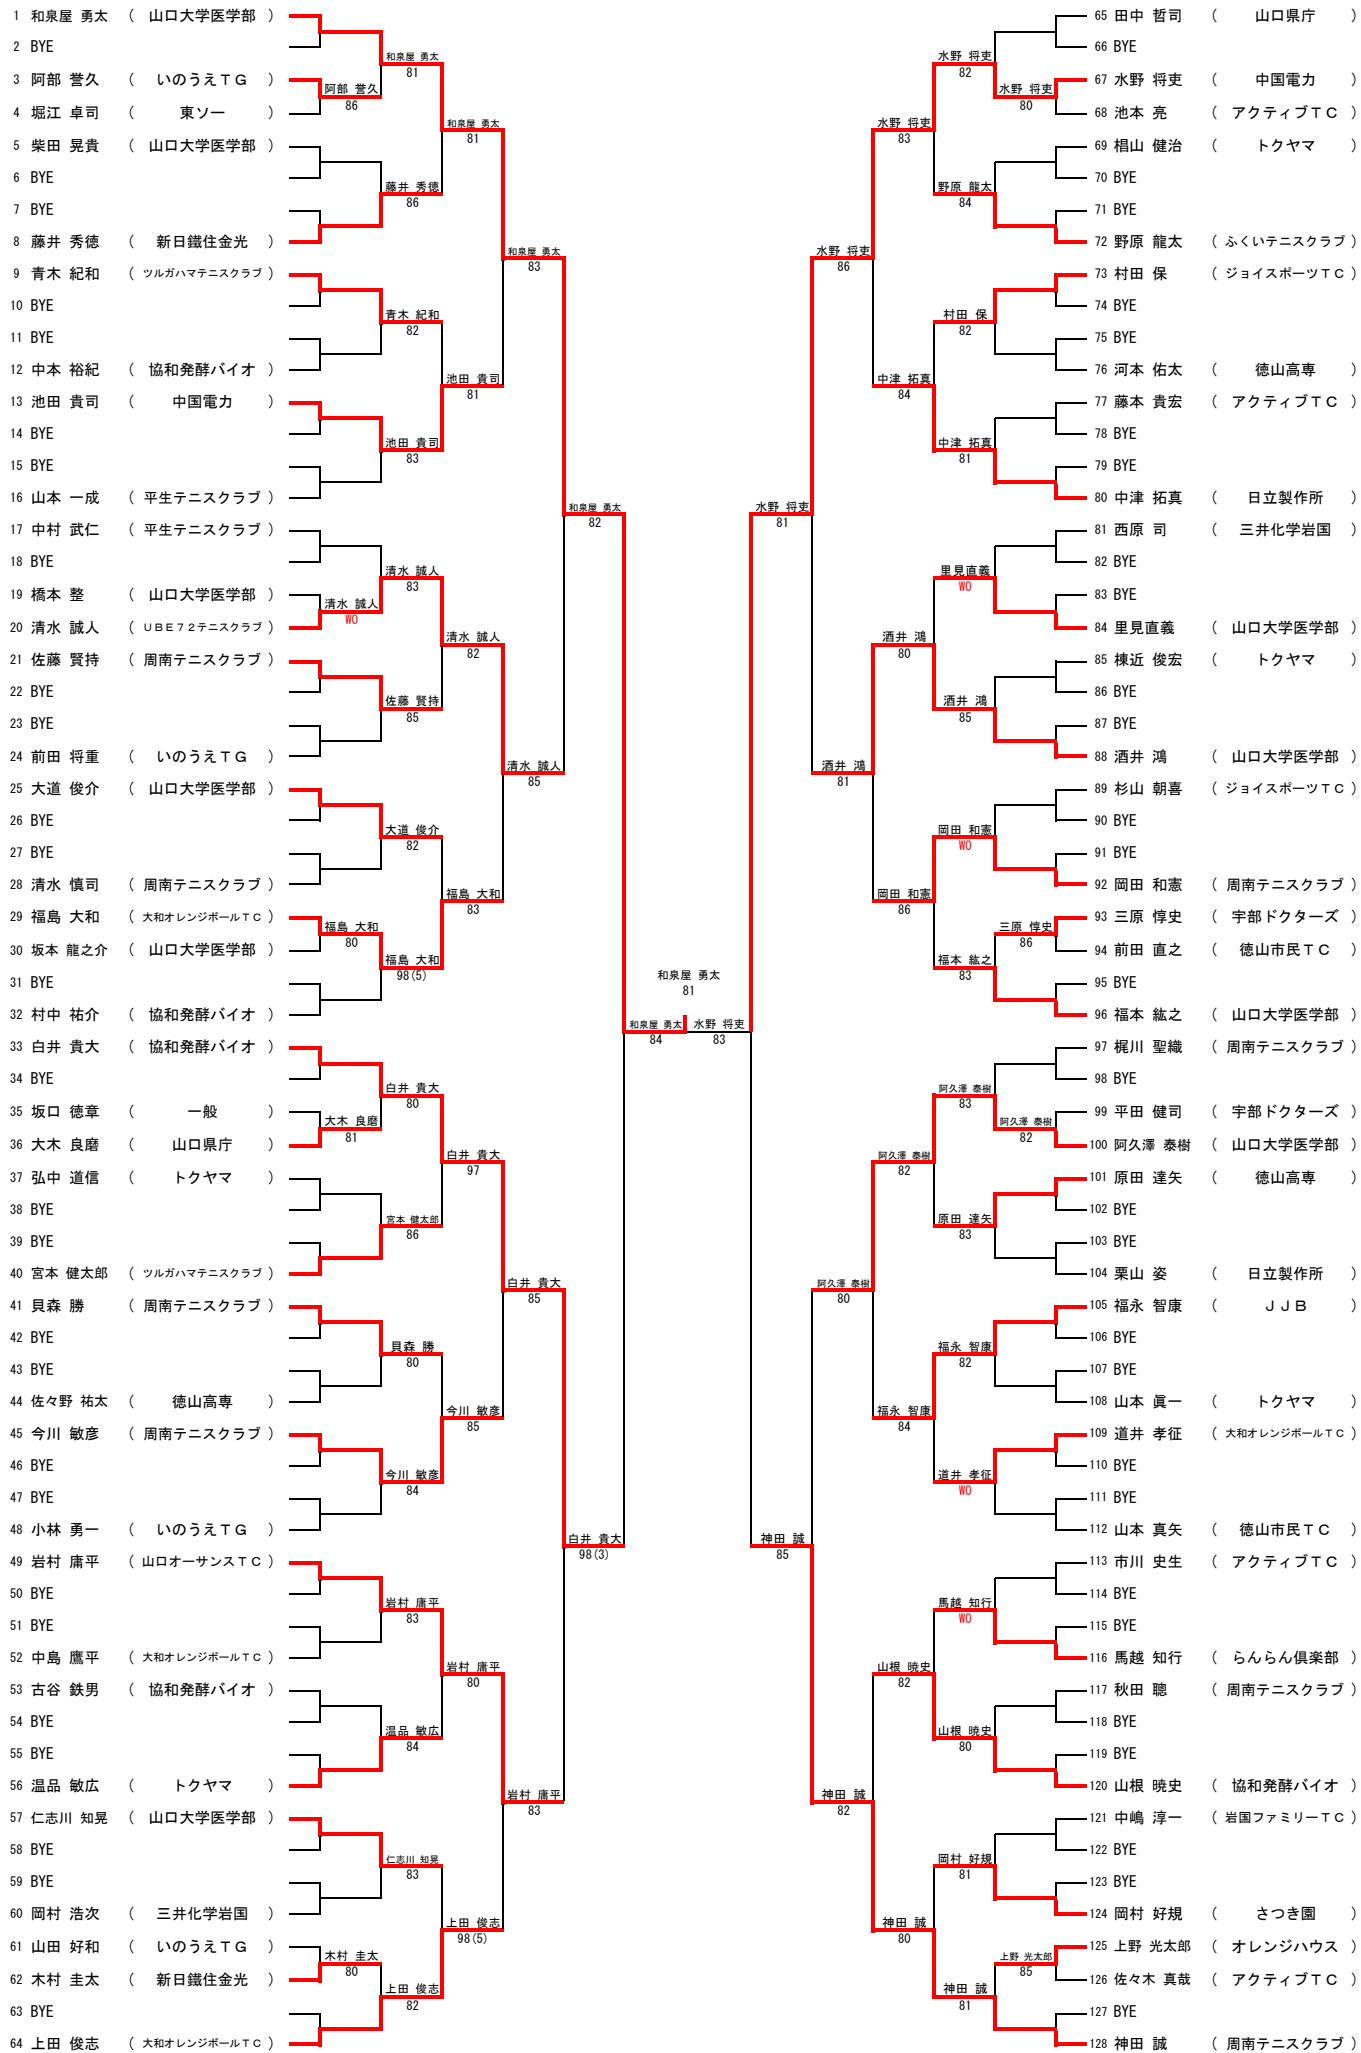 1 和泉屋 勇太 ( 山口大学医学部 )
2 BYE
3 阿部 誉久 ( いのうえTG )
4 堀江 卓司 ( 東ソー )
5 柴田 晃貴 ( 山口大学医学部 )
6 BYE
7 BYE
8 藤井 秀徳 ( 新日鐵住金光 )
9 青木 紀和 ( ツルガハマテニスクラブ )
10 BYE
11 BYE
12 中本 裕紀 ( 協和発酵バイオ )
13 池田 貴司 ( 中国電力 )
14 BYE
15 BYE
16 山本 一成 ( 平生テニスクラブ )
17 中村 武仁 ( 平生テニスクラブ )
18 BYE
19 橋本 整 ( 山口大学医学部 )
20 清水 誠人 ( UBE72テニスクラブ )
21 佐藤 賢持 ( 周南テニスクラブ )
22 BYE
23 BYE
24 前田 将重 ( いのうえTG )
25 大道 俊介 ( 山口大学医学部 )
26 BYE
27 BYE
28 清水 慎司 ( 周南テニスクラブ )
29 福島 大和 ( 大和オレンジボールTC )
30 坂本 龍之介 ( 山口大学医学部 )
31 BYE
32 村中 祐介 ( 協和発酵バイオ )
33 白井 貴大 ( 協和発酵バイオ )
34 BYE
35 坂口 徳章 ( 一般 )
36 大木 良磨 ( 山口県庁 )
37 弘中 道信 ( トクヤマ )
38 BYE
39 BYE
40 宮本 健太郎 ( ツルガハマテニスクラブ )
41 貝森 勝 ( 周南テニスクラブ )
42 BYE
43 BYE
44 佐々野 祐太 ( 徳山高専 )
45 今川 敏彦 ( 周南テニスクラブ )
46 BYE
47 BYE
48 小林 勇一 ( いのうえTG )
49 岩村 庸平 ( 山口オーサンスTC )
50 BYE
51 BYE
52 中島 鷹平 ( 大和オレンジボールTC )
53 古谷 鉄男 ( 協和発酵バイオ )
54 BYE
55 BYE
56 温品 敏広 ( トクヤマ )
57 仁志川 知晃 ( 山口大学医学部 )
58 BYE
59 BYE
60 岡村 浩次 ( 三井化学岩国 )
61 山田 好和 ( いのうえTG )
62 木村 圭太 ( 新日鐵住金光 )
63 BYE
64 上田 俊志 ( 大和オレンジボールTC )
阿部 誉久
86
清水 誠人
WO
福島 大和
80
大木 良磨
81
木村 圭太
80
和泉屋 勇太
81
藤井 秀徳
86
青木 紀和
82
池田 貴司
83
清水 誠人
83
佐藤 賢持
85
大道 俊介
82
福島 大和
98(5)
白井 貴大
80
宮本 健太郎
86
貝森 勝
80
今川 敏彦
84
岩村 庸平
83
温品 敏広
84
仁志川 知晃
83
上田 俊志
82
和泉屋 勇太
81
池田 貴司
81
清水 誠人
82
福島 大和
83
白井 貴大
97
今川 敏彦
85
岩村 庸平
80
上田 俊志
98(5)
和泉屋 勇太
83
清水 誠人
85
白井 貴大
85
岩村 庸平
83
和泉屋 勇太
82
白井 貴大
98(3)
和泉屋 勇太
84
和泉屋 勇太
81
水野 将吏
83
水野 将吏
81
神田 誠
85
水野 将吏
86
酒井 鴻
81
阿久澤 泰樹
80
神田 誠
82
水野 将吏
83
中津 拓真
84
酒井 鴻
80
岡田 和憲
86
阿久澤 泰樹
82
福永 智康
84
山根 暁史
82
神田 誠
80
水野 将吏
82
野原 龍太
84
村田 保
82
中津 拓真
81
里見直義
WO
酒井 鴻
85
岡田 和憲
WO
福本 紘之
83
阿久澤 泰樹
83
原田 達矢
83
福永 智康
82
道井 孝征
WO
馬越 知行
WO
山根 暁史
80
岡村 好規
81
神田 誠
81
水野 将吏
80
三原 惇史
86
阿久澤 泰樹
82
上野 光太郎
85
65 田中 哲司 ( 山口県庁 )
66 BYE
67 水野 将吏 ( 中国電力 )
68 池本 亮 ( アクティブTC )
69 椙山 健治 ( トクヤマ )
70 BYE
71 BYE
72 野原 龍太 ( ふくいテニスクラブ )
73 村田 保 ( ジョイスポーツTC )
74 BYE
75 BYE
76 河本 佑太 ( 徳山高専 )
77 藤本 貴宏 ( アクティブTC )
78 BYE
79 BYE
80 中津 拓真 ( 日立製作所 )
81 西原 司 ( 三井化学岩国 )
82 BYE
83 BYE
84 里見直義 ( 山口大学医学部 )
85 棟近 俊宏 ( トクヤマ )
86 BYE
87 BYE
88 酒井 鴻 ( 山口大学医学部 )
89 杉山 朝喜 ( ジョイスポーツTC )
90 BYE
91 BYE
92 岡田 和憲 ( 周南テニスクラブ )
93 三原 惇史 ( 宇部ドクターズ )
94 前田 直之 ( 徳山市民TC )
95 BYE
96 福本 紘之 ( 山口大学医学部 )
97 梶川 聖織 ( 周南テニスクラブ )
98 BYE
99 平田 健司 ( 宇部ドクターズ )
100 阿久澤 泰樹 ( 山口大学医学部 )
101 原田 達矢 ( 徳山高専 )
102 BYE
103 BYE
104 栗山 姿 ( 日立製作所 )
105 福永 智康 ( JJB )
106 BYE
107 BYE
108 山本 眞一 ( トクヤマ )
109 道井 孝征 ( 大和オレンジボールTC )
110 BYE
111 BYE
112 山本 真矢 ( 徳山市民TC )
113 市川 史生 ( アクティブTC )
114 BYE
115 BYE
116 馬越 知行 ( らんらん倶楽部 )
117 秋田 聰 ( 周南テニスクラブ )
118 BYE
119 BYE
120 山根 暁史 ( 協和発酵バイオ )
121 中嶋 淳一 ( 岩国ファミリーTC )
122 BYE
123 BYE
124 岡村 好規 ( さつき園 )
125 上野 光太郎 ( オレンジハウス )
126 佐々木 真哉 ( アクティブTC )
127 BYE
128 神田 誠 ( 周南テニスクラブ )